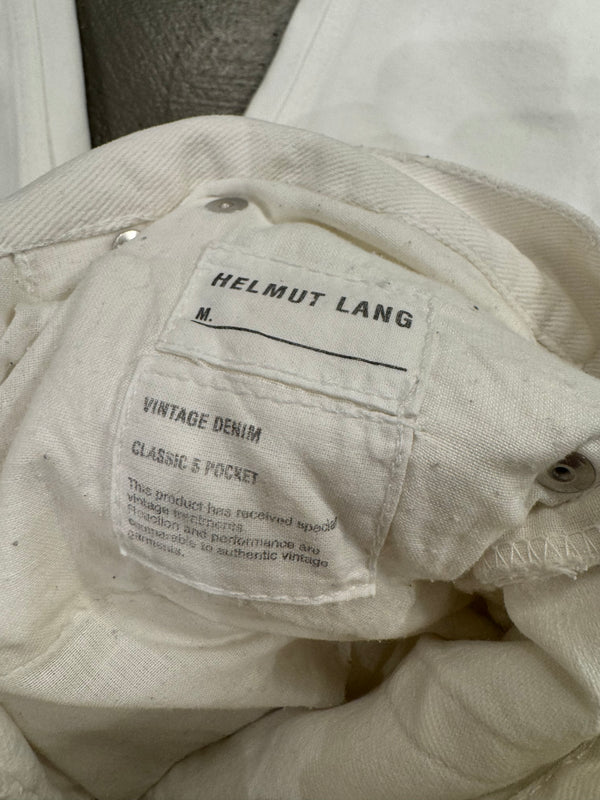 HELMUT LANG
M.
VINTAGE DENIM
CLASSIC 5 POCKET
This product has received special
vintage treatments.
Reaction and performance are
comparable to authentic vintage
garments.